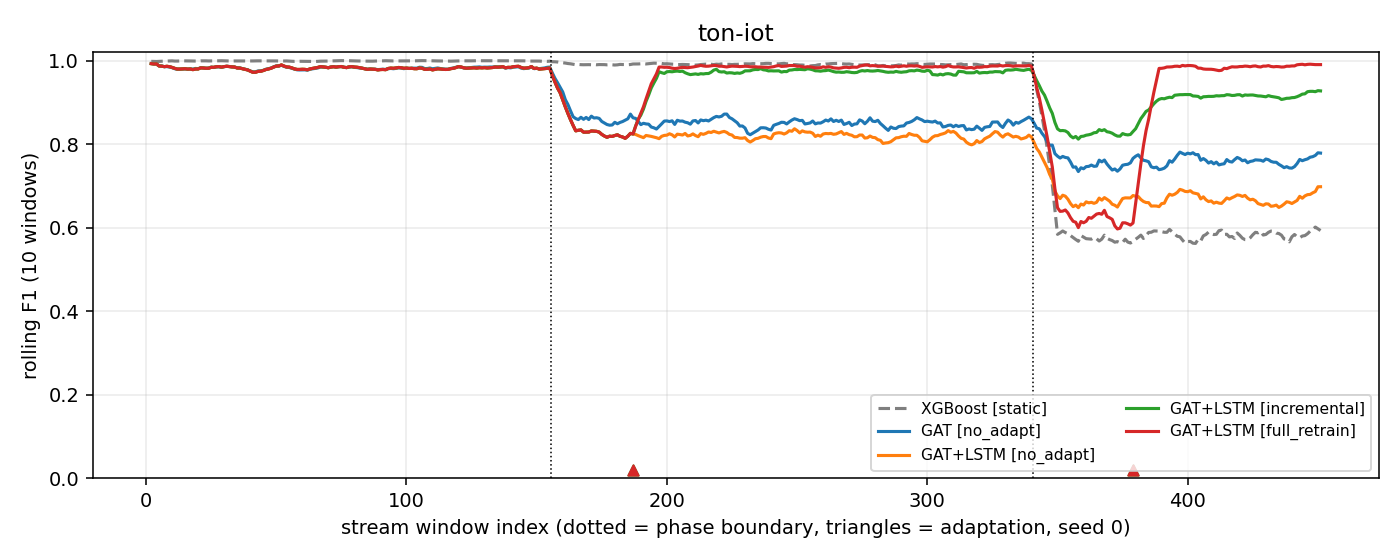 ton-iot
rolling F1 (10 windows)
1.0
0.8
0.6
0.4
0.2
0.0
0
100
200
300
400
XGBoost [static]
GAT [no_adapt]
GAT+LSTM [no_adapt]
GAT+LSTM [incremental]
GAT+LSTM [full_retrain]
stream window index (dotted = phase boundary, triangles = adaptation, seed 0)